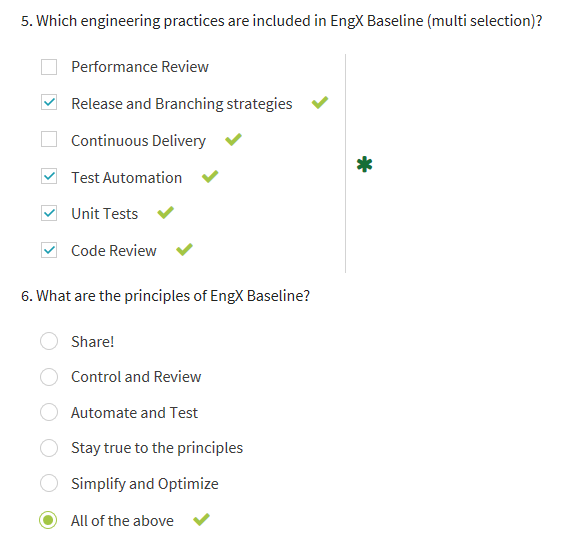 5. Which engineering practices are included in EngX Baseline (multi selection)?
Performance Review
Release and Branching strategies
Continuous Delivery
Test Automation
Unit Tests
Code Review
6. What are the principles of EngX Baseline?
Share!
Control and Review
Automate and Test
Stay true to the principles
Simplify and Optimize
All of the above